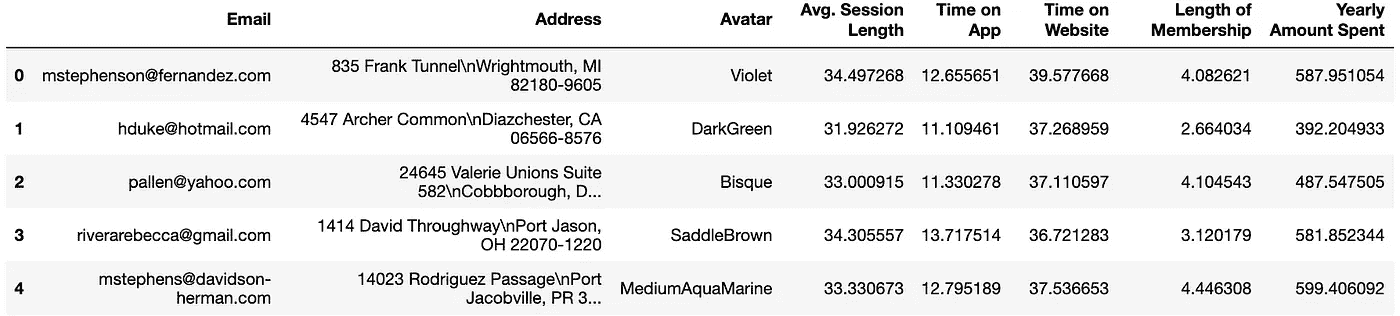 Email Address Avatar Avg. Session Length Time on App Time on Website Length of Membership Yearly Amount Spent
0 mstephenson@fernandez.com 835 Frank Tunnel\nWrightmouth, MI 82180-9605 Violet 34.497268 12.655651 39.577668 4.082621 587.951054
1 hduke@hotmail.com 4547 Archer Common\nDiazchester, CA 06566-8576 DarkGreen 31.926272 11.109461 37.268959 2.664034 392.204933
2 pallen@yahoo.com 24645 Valerie Unions Suite 582\nCobbborough, D... Bisque 33.000915 11.330278 37.110597 4.104543 487.547505
3 riverarebecca@gmail.com 1414 David Throughway\nPort Jason, OH 22070-1220 SaddleBrown 34.305557 13.717514 36.721283 3.120179 581.852344
4 mstephens@davidson-herman.com 14023 Rodriguez Passage\nPort Jacobville, PR 3... MediumAquaMarine 33.330673 12.795189 37.536653 4.446308 599.406092